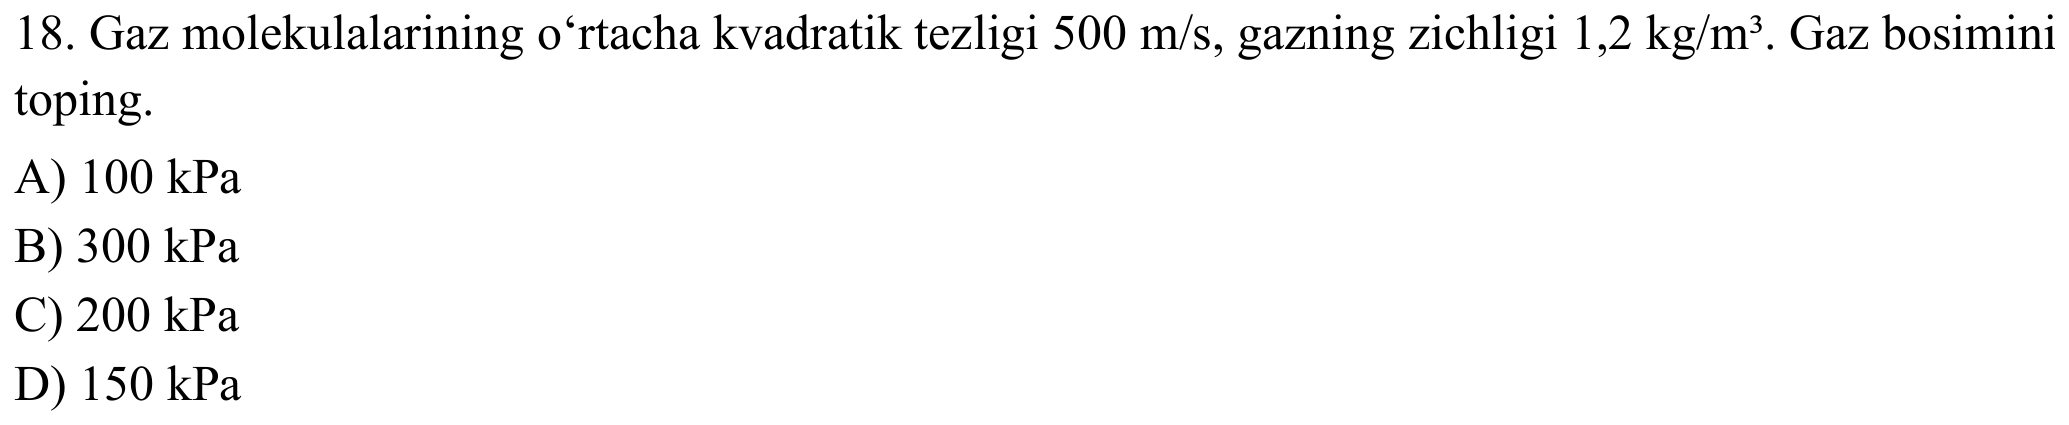 18. Gaz molekulalarining o‘rtacha kvadratik tezligi 500 m/s, gazning zichligi 1,2 kg/m³. Gaz bosimini
toping.
A) 100 kPa
B) 300 kPa
C) 200 kPa
D) 150 kPa